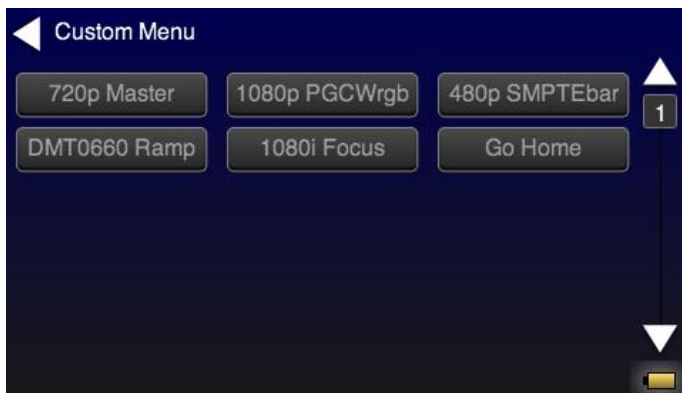 Custom Menu
720p Master 1080p PGCWrgb 480p SMPTEbar
1
DMT0660 Ramp 1080i Focus Go Home